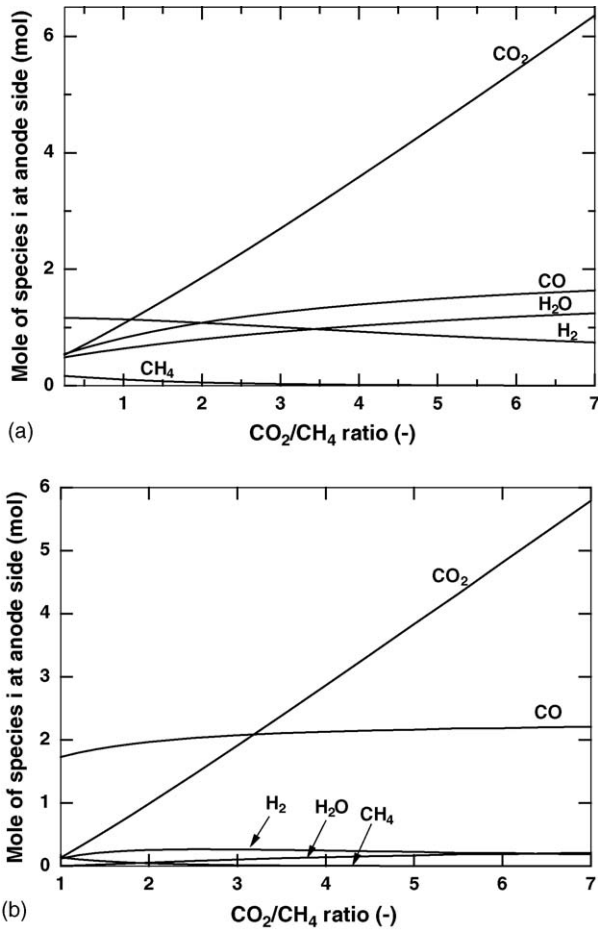 Mole of species i at anode side (mol)
6
4
2
0
CO₂
CO
H₂O
H₂
CH₄
1 2 3 4 5 6 7
(a)
CO₂/CH₄ ratio (-)
Mole of species i at anode side (mol)
6
5
4
3
2
1
0
CO₂
CO
H₂ H₂O CH₄
1 2 3 4 5 6 7
(b)
CO₂/CH₄ ratio (-)